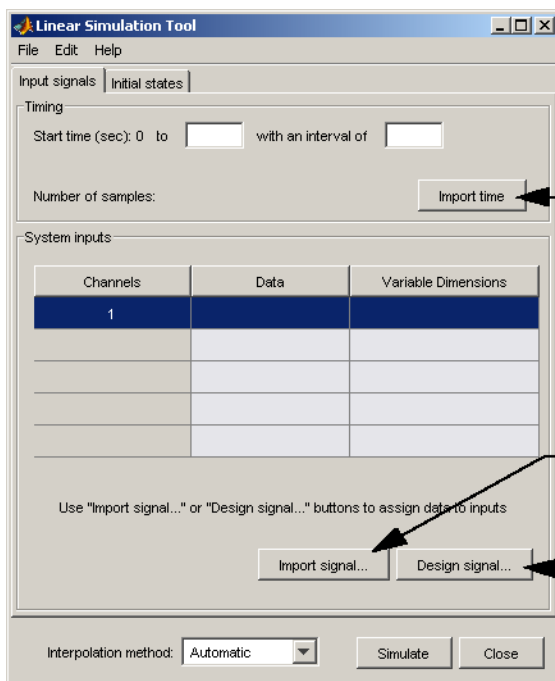 Linear Simulation Tool
File Edit Help
Input signals Initial states
Timing
Start time (sec): 0 to with an interval of
Number of samples: Import time
System inputs
Channels Data Variable Dimensions
1
Use "Import signal..." or "Design signal..." buttons to assign data to inputs
Import signal... Design signal...
Interpolation method: Automatic Simulate Close